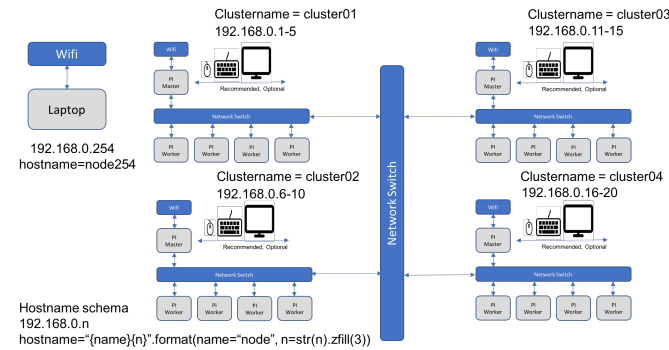 Clustername = cluster01
192.168.0.1-5
Clustername = cluster03
192.168.0.11-15
Wifi
Laptop
192.168.0.254
hostname=node254
Wifi
PI
Master
Recommended, Optional
Network Switch
PI
Worker
PI
Worker
PI
Worker
PI
Worker
Wifi
PI
Master
Recommended, Optional
Network Switch
PI
Worker
PI
Worker
PI
Worker
PI
Worker
Network Switch
Clustername = cluster02
192.168.0.6-10
Wifi
PI
Master
Recommended, Optional
Network Switch
PI
Worker
PI
Worker
PI
Worker
PI
Worker
Clustername = cluster04
192.168.0.16-20
Wifi
PI
Master
Recommended, Optional
Network Switch
PI
Worker
PI
Worker
PI
Worker
PI
Worker
Hostname schema
192.168.0.n
hostname=“{name}{n}”.format(name=“node”, n=str(n).zfill(3))